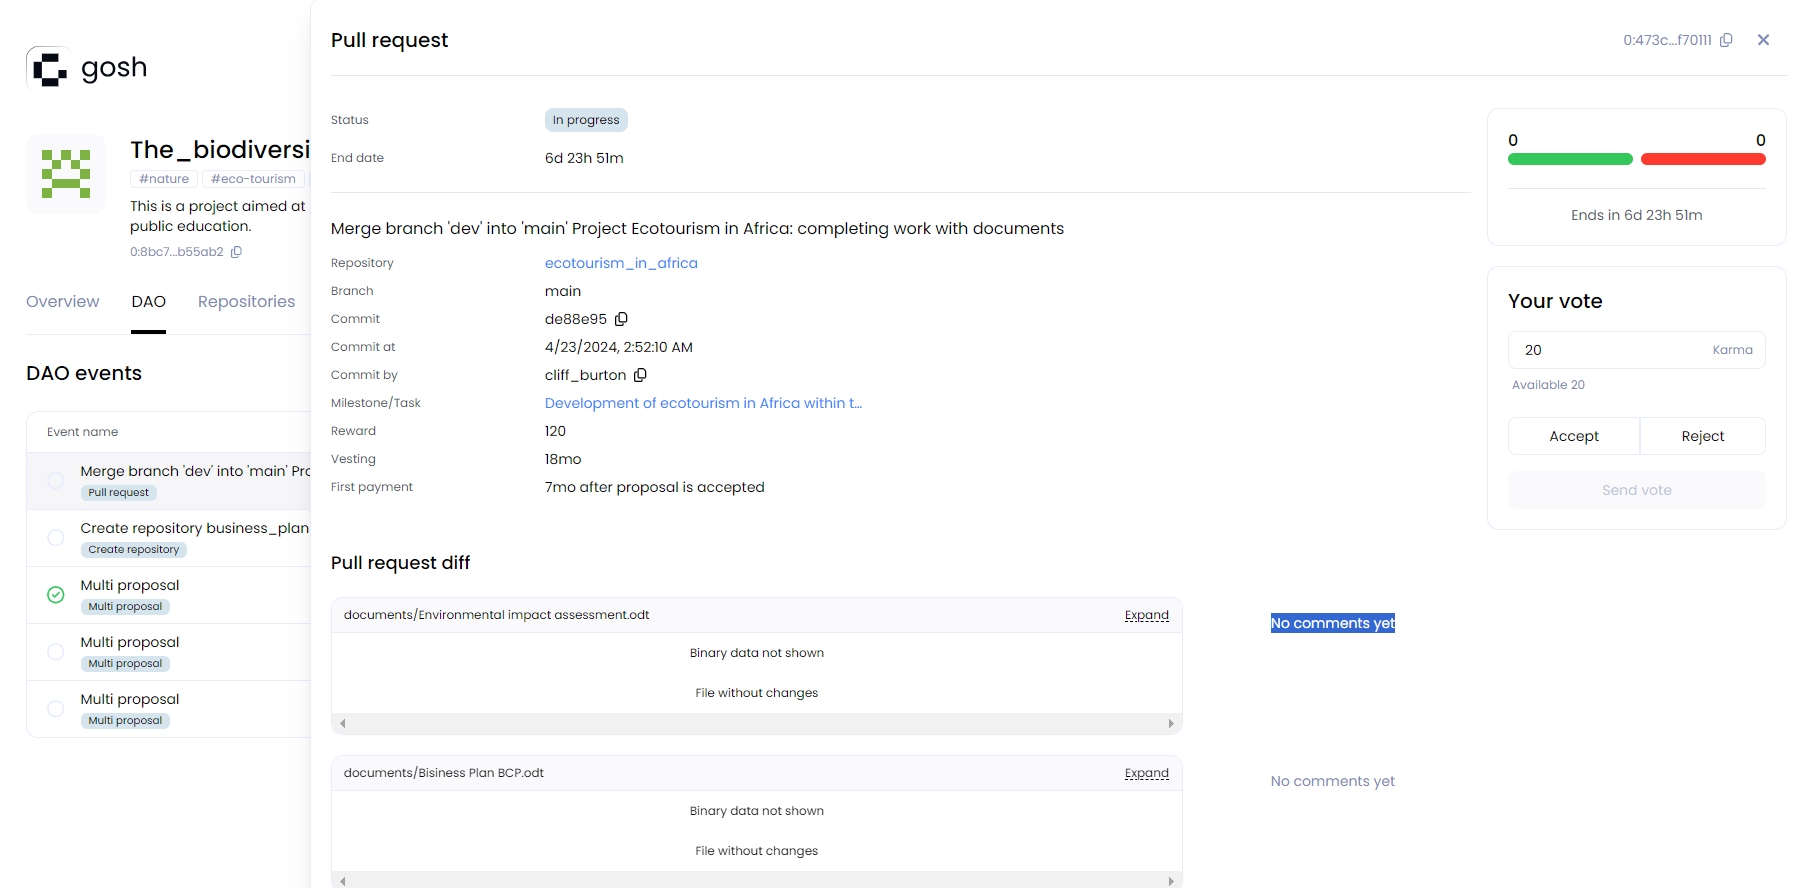 gosh
The_biodiversi
#nature #eco-tourism
This is a project aimed at
public education.
0:8bc7...b55ab2
Overview DAO Repositories
DAO events
Event name
Merge branch 'dev' into 'main' Pro
Pull request
Create repository business_plan
Create repository
Multi proposal
Multi proposal
Multi proposal
Multi proposal
Multi proposal
Multi proposal
Pull request
0:473c...f70111
Status In progress
End date 6d 23h 51m
Merge branch 'dev' into 'main' Project Ecotourism in Africa: completing work with documents
Repository ecotourism_in_africa
Branch main
Commit de88e95
Commit at 4/23/2024, 2:52:10 AM
Commit by cliff_burton
Milestone/Task Development of ecotourism in Africa within t...
Reward 120
Vesting 18mo
First payment 7mo after proposal is accepted
Pull request diff
documents/Environmental impact assessment.odt Expand
Binary data not shown
File without changes
No comments yet
documents/Bisiness Plan BCP.odt Expand
Binary data not shown
File without changes
No comments yet
0 0
Ends in 6d 23h 51m
Your vote
20 Karma
Available 20
Accept Reject
Send vote